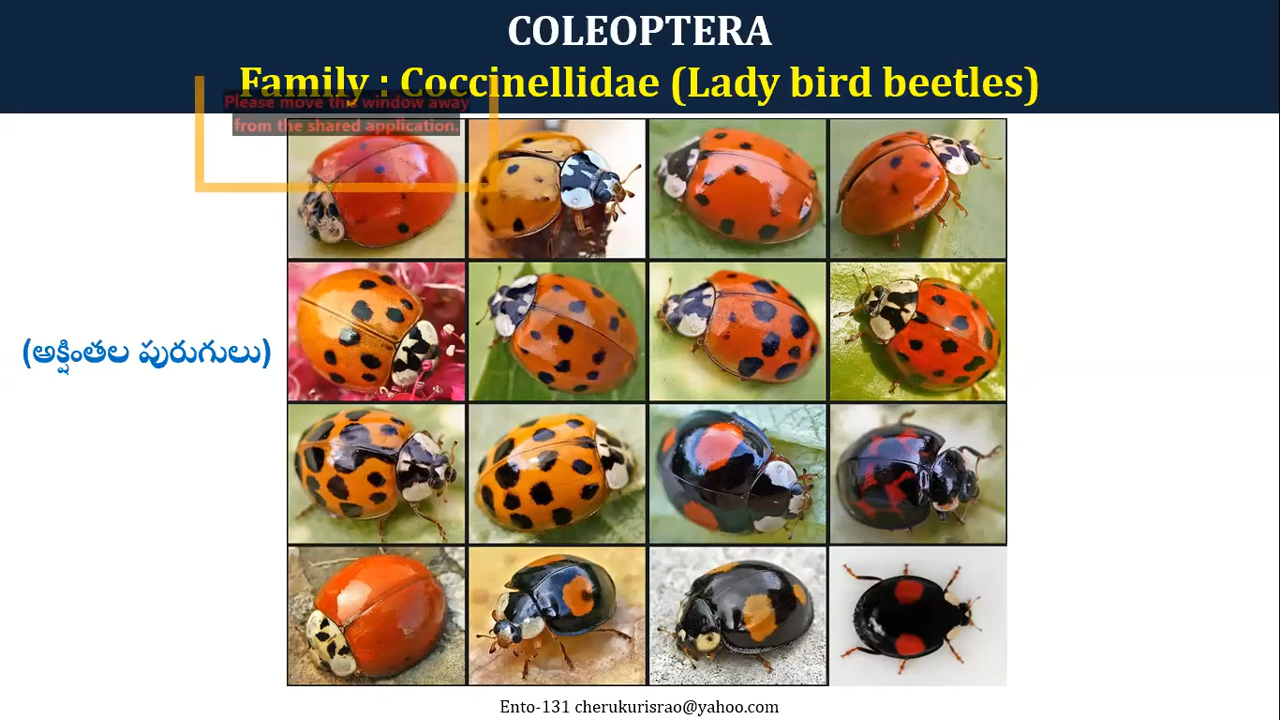 COLEOPTERA
Family : Coccinellidae (Lady bird beetles)
Please move this window away
from the shared application.
(అక్షింతల పురుగులు)
Ento-131 cherukurisrao@yahoo.com